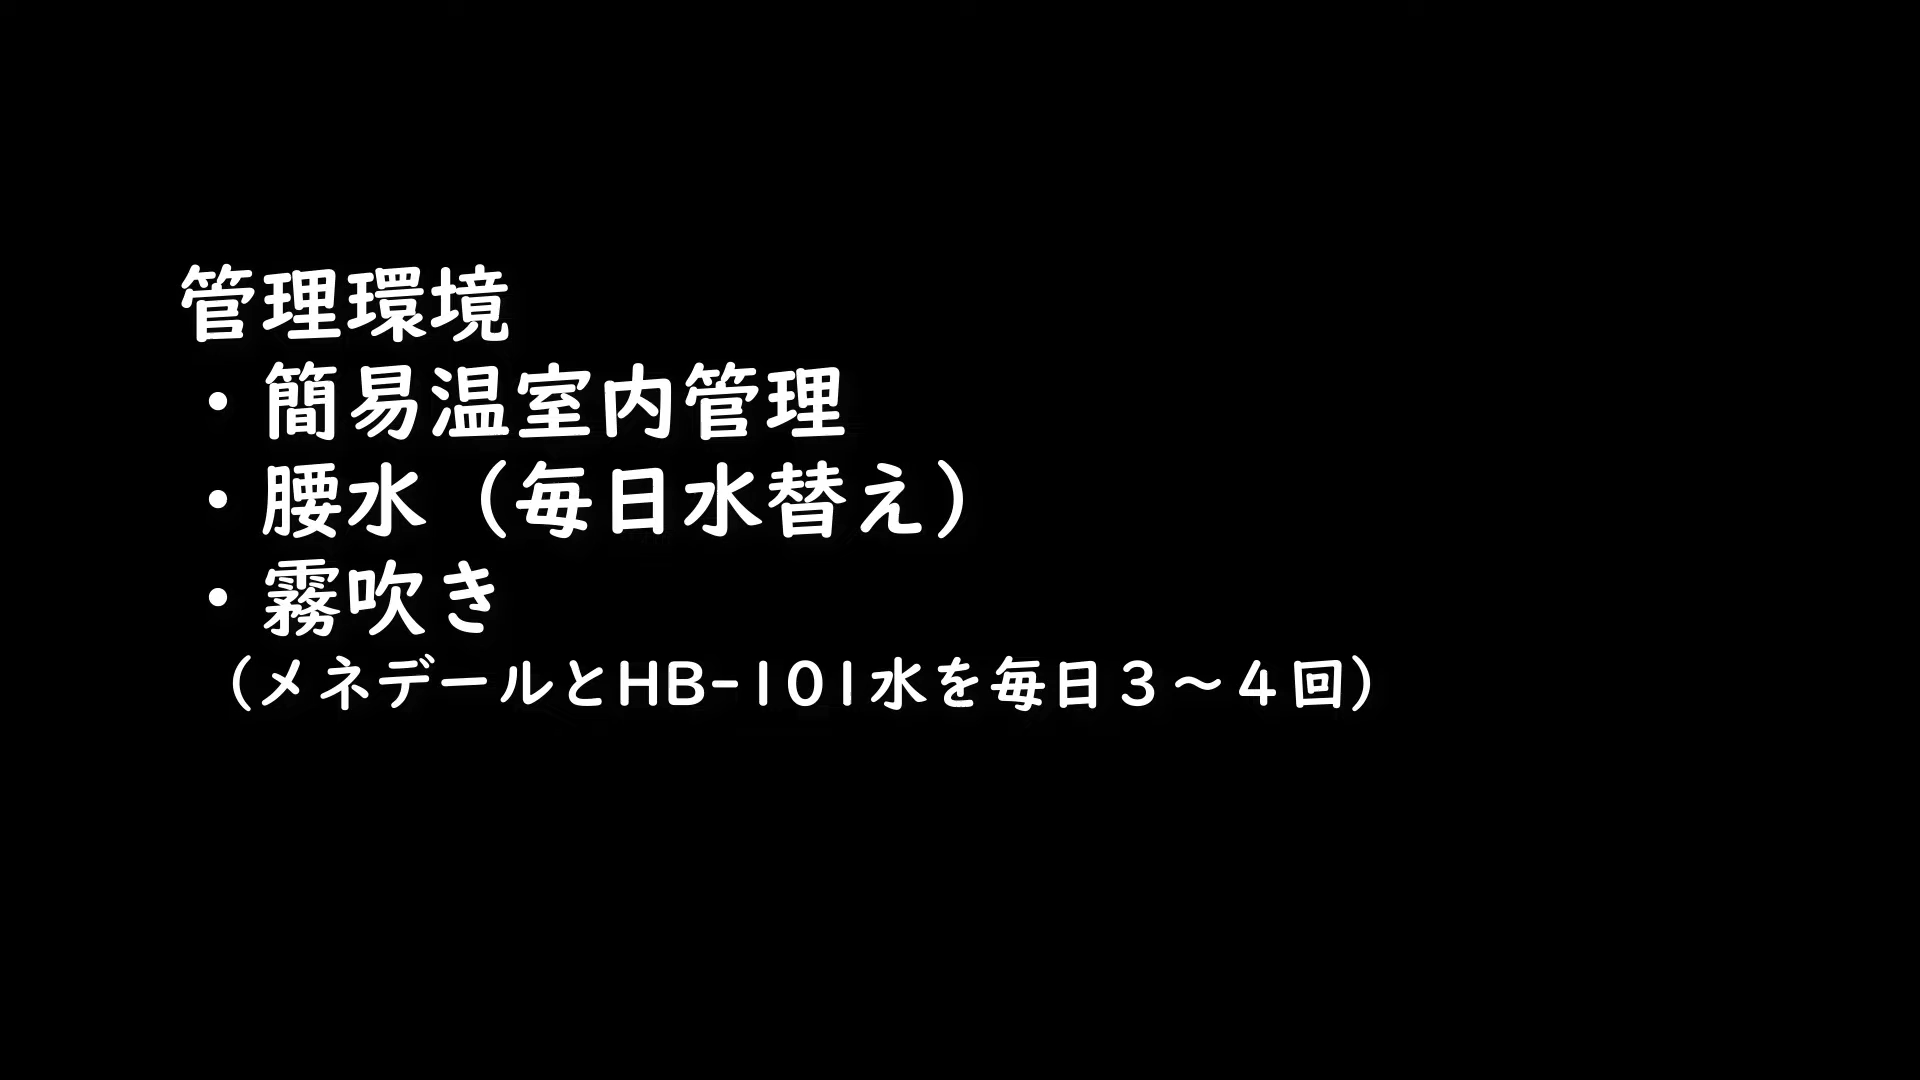 管理環境
・簡易温室内管理
・腰水（毎日水替え）
・霧吹き
（メネデールとHB-101水を毎日３～４回）